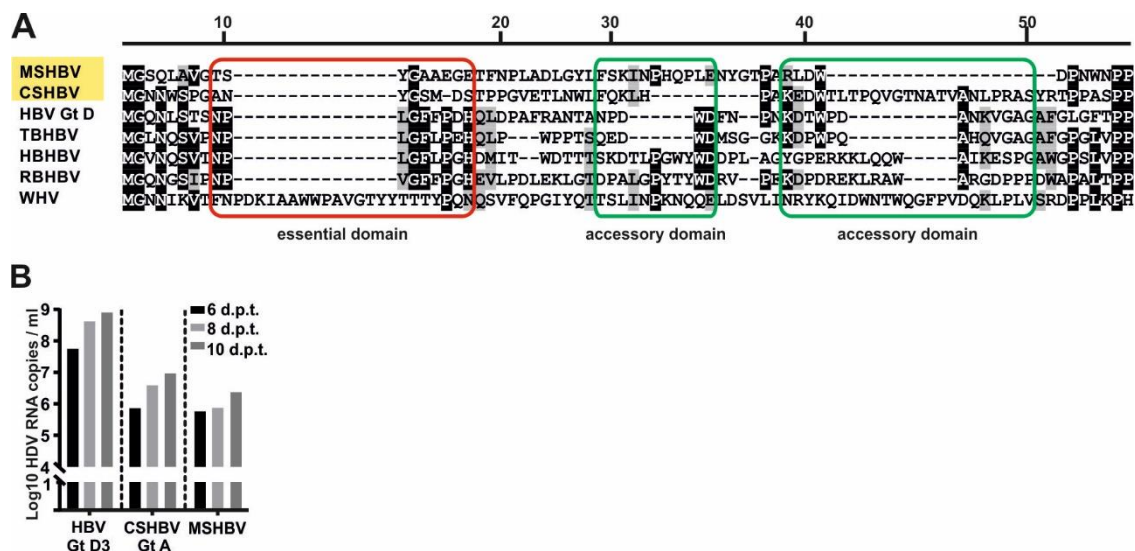 A
10 20 30 40 50
MSHBV MGSQLAVGTS---------------YGAAEGETFNPLADLGYLFSKINPHQPLENYGTPARLDW---------------------DPNWNPP
CSHBV MGNNWSPGAN---------------YGSM-DSTPPGVETLNWLFQKLH----------PAKEDWTLTPQVGTNATVANLPRASYRTPPASPP
HBV Gt D MGQNLSTSNP---------------LGFFPDHQLDPAFRANTANPD------WDFN--PNKDTWPD----------ANKVGAGAFGLGFTPP
TBHBV MGLNQSVTNP---------------LGFLPEHQLP---WPPTSQED------WDMSG-GKKDWPQ-----------AHQVGAGAFGPGLVPP
HBHBV MGVNQSVTNP---------------LGFLPGHDMIT--WDTTTSKDTLPGWYWDDPL-AGYGPERKKLQQW-----AIKESPGAWGPSLVPP
RBHBV MGQNGSIPNP---------------VGFFPGHEVLPDLEKLGTDPALGPYTYWDRV--PFKDPDREKLRAW-----ARGDPPPDWAPALTPP
WHV MGNNIKVTFNPDKIAAWWPAVGTYYTTTYPQNQSVFQPGIYQTTSLINPKNQQELDSVLINRYKQIDWNTWQGFPVDQKLPLVSRDPPLKPH
essential domain accessory domain accessory domain
B
Log10 HDV RNA copies / ml
9
8
7
6
5
4
1
6 d.p.t.
8 d.p.t.
10 d.p.t.
HBV
Gt D3
CSHBV
Gt A
MSHBV